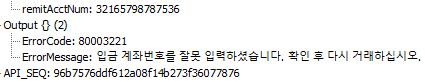 remitAcctNum: 32165798787536
Output {} (2)
ErrorCode: 80003221
ErrorMessage: 입금 계좌번호를 잘못 입력하셨습니다. 확인 후 다시 거래하십시오.
API_SEQ: 96b7576ddf612a08f14b273f36077876